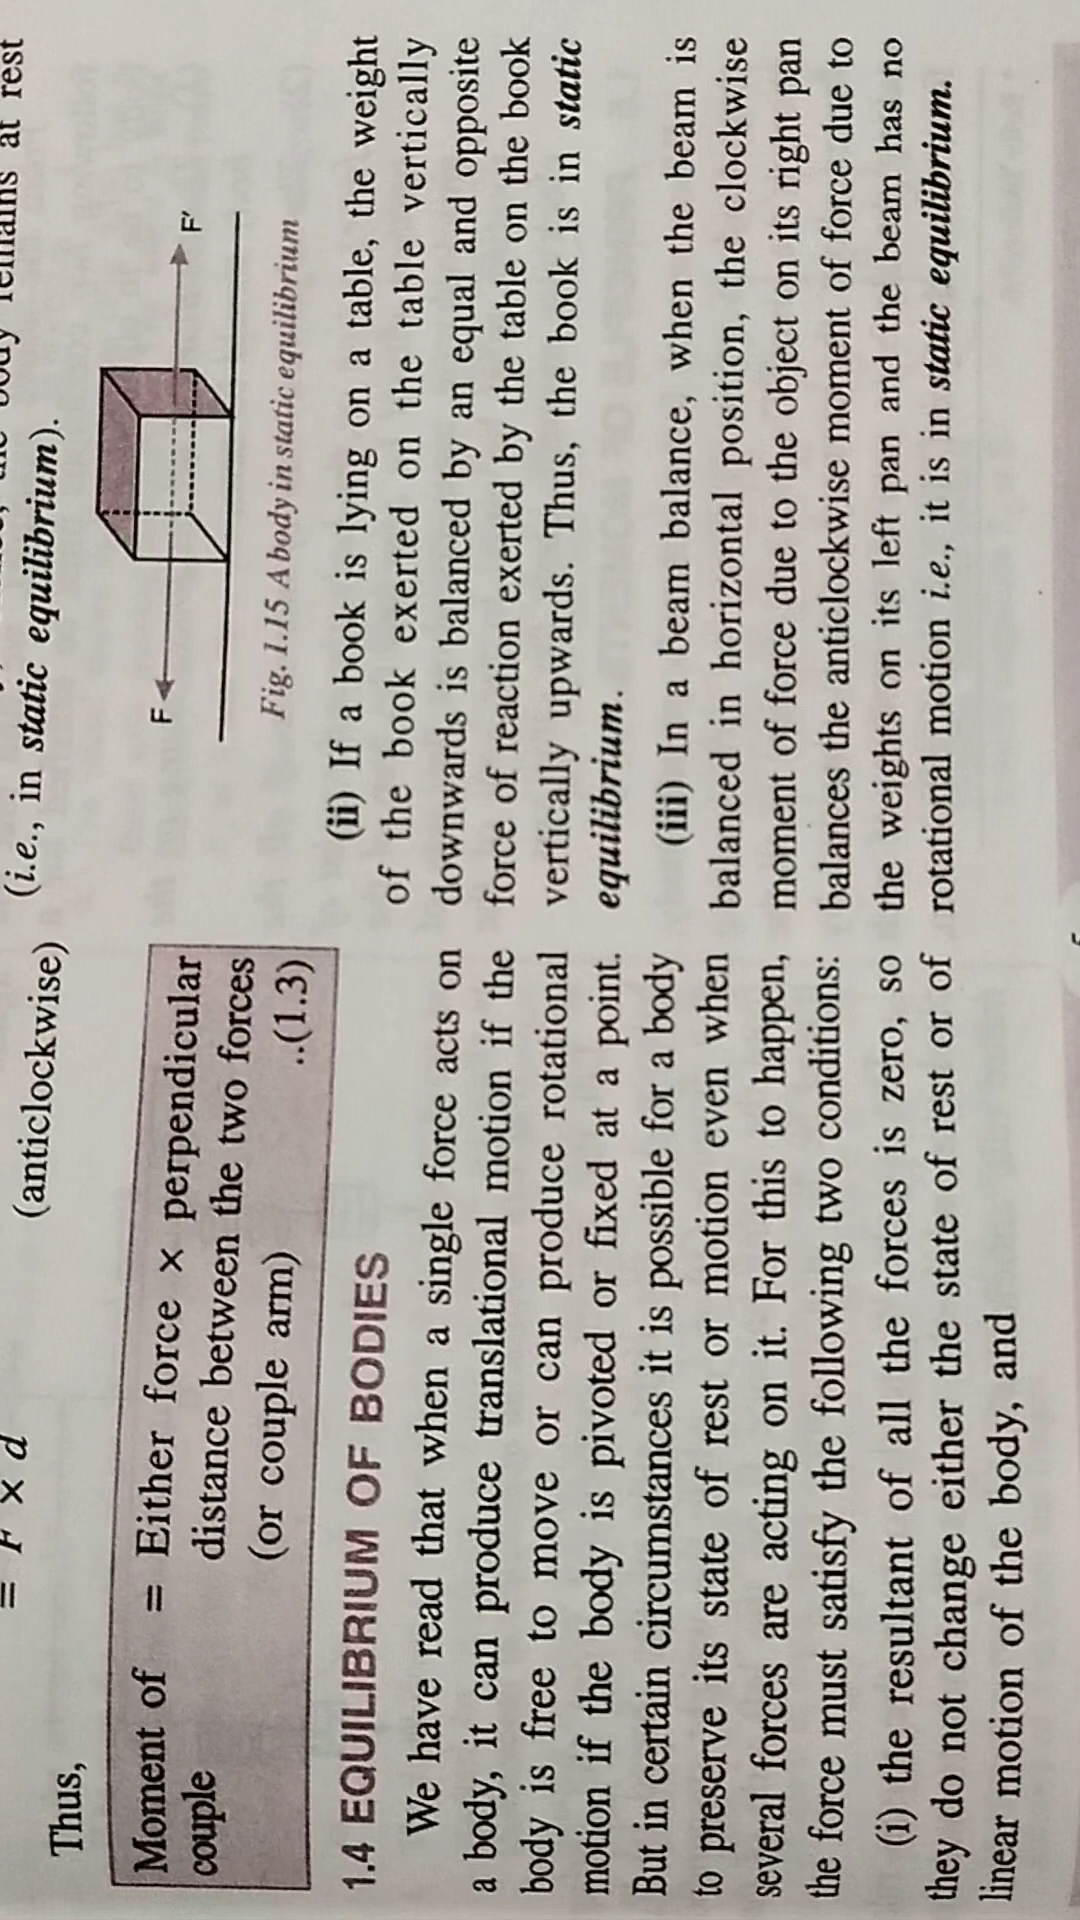 = F × d
(anticlockwise)
Thus,
Moment of = Either force × perpendicular
couple distance between the two forces
(or couple arm) ..(1.3)
1.4 EQUILIBRIUM OF BODIES
We have read that when a single force acts on
a body, it can produce translational motion if the
body is free to move or can produce rotational
motion if the body is pivoted or fixed at a point.
But in certain circumstances it is possible for a body
to preserve its state of rest or motion even when
several forces are acting on it. For this to happen,
the force must satisfy the following two conditions:
(i) the resultant of all the forces is zero, so
they do not change either the state of rest or of
linear motion of the body, and
body remains at rest
(i.e., in static equilibrium).
F F'
Fig. 1.15 A body in static equilibrium
(ii) If a book is lying on a table, the weight
of the book exerted on the table vertically
downwards is balanced by an equal and opposite
force of reaction exerted by the table on the book
vertically upwards. Thus, the book is in static
equilibrium.
(iii) In a beam balance, when the beam is
balanced in horizontal position, the clockwise
moment of force due to the object on its right pan
balances the anticlockwise moment of force due to
the weights on its left pan and the beam has no
rotational motion i.e., it is in static equilibrium.